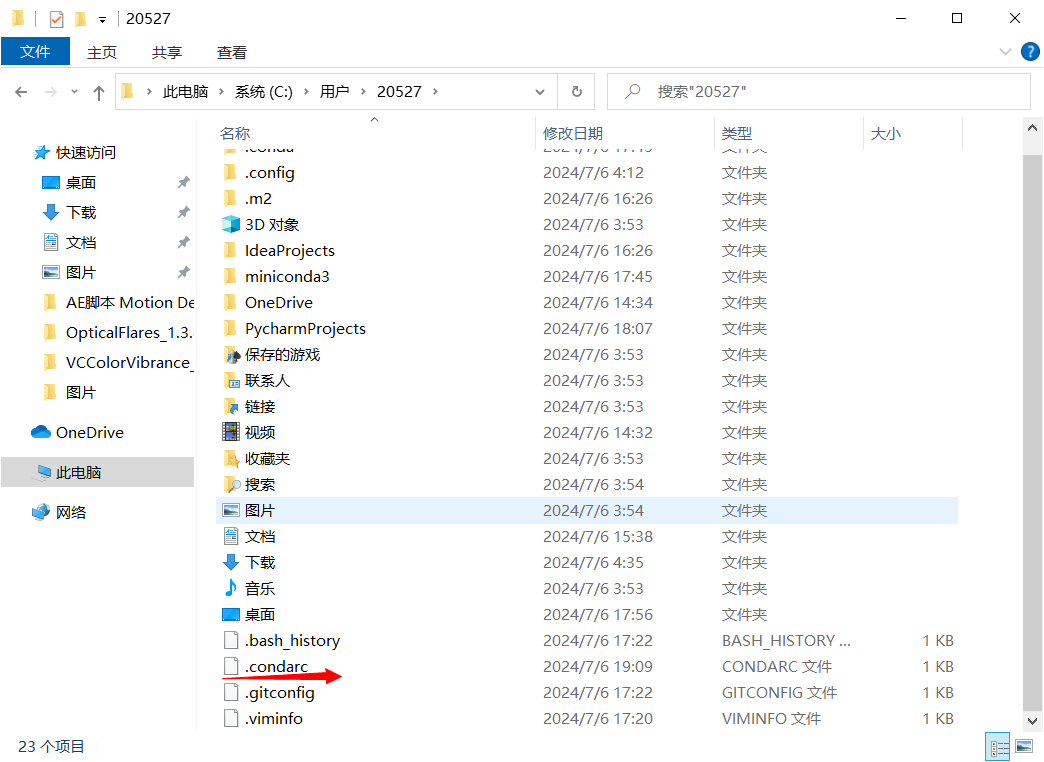 20527
文件 主页 共享 查看
此电脑 系统 (C:) 用户 20527
搜索"20527"
快速访问
桌面
下载
文档
图片
AE脚本 Motion De
OpticalFlares_1.3.
VCColorVibrance_
图片
OneDrive
此电脑
网络
名称 修改日期 类型 大小
.conda 2024/7/6 17:45 文件夹
.config 2024/7/6 4:12 文件夹
.m2 2024/7/6 16:26 文件夹
3D 对象 2024/7/6 3:53 文件夹
IdeaProjects 2024/7/6 16:26 文件夹
miniconda3 2024/7/6 17:45 文件夹
OneDrive 2024/7/6 14:34 文件夹
PycharmProjects 2024/7/6 18:07 文件夹
保存的游戏 2024/7/6 3:53 文件夹
联系人 2024/7/6 3:53 文件夹
链接 2024/7/6 3:53 文件夹
视频 2024/7/6 14:32 文件夹
收藏夹 2024/7/6 3:53 文件夹
搜索 2024/7/6 3:54 文件夹
图片 2024/7/6 3:54 文件夹
文档 2024/7/6 15:38 文件夹
下载 2024/7/6 4:35 文件夹
音乐 2024/7/6 3:53 文件夹
桌面 2024/7/6 17:56 文件夹
.bash_history 2024/7/6 17:22 BASH_HISTORY ... 1 KB
.condarc 2024/7/6 19:09 CONDARC 文件 1 KB
.gitconfig 2024/7/6 17:22 GITCONFIG 文件 1 KB
.viminfo 2024/7/6 17:20 VIMINFO 文件 1 KB
23 个项目